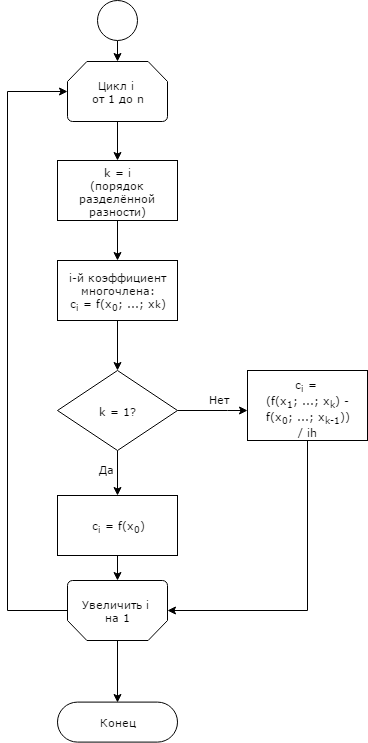 Цикл i
от 1 до n
k = i
(порядок
разделённой
разности)
i-й коэффициент
многочлена:
cᵢ = f(x₀; ...; xk)
k = 1?
Нет
cᵢ =
(f(x₁; ...; xₖ) -
f(x₀; ...; xₖ₋₁))
/ ih
Да
cᵢ = f(x₀)
Увеличить i
на 1
Конец